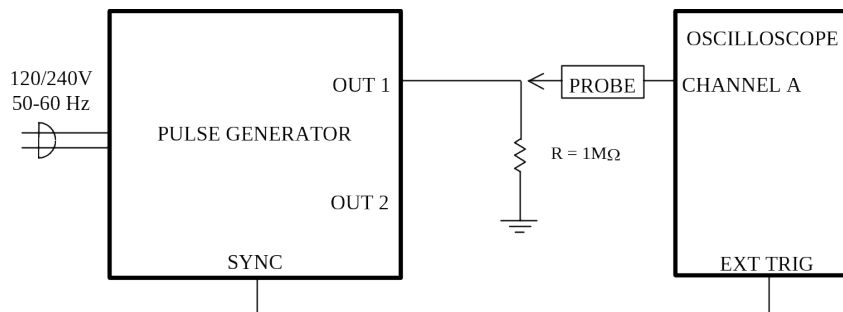 OSCILLOSCOPE
120/240V
50-60 Hz
OUT 1
PROBE
CHANNEL A
PULSE GENERATOR
R = 1MΩ
OUT 2
SYNC
EXT TRIG